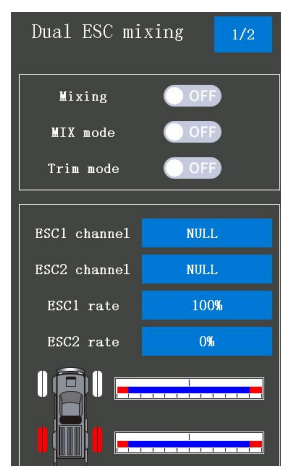 Dual ESC mixing 1/2
Mixing OFF
MIX mode OFF
Trim mode OFF
ESC1 channel NULL
ESC2 channel NULL
ESC1 rate 100%
ESC2 rate 0%